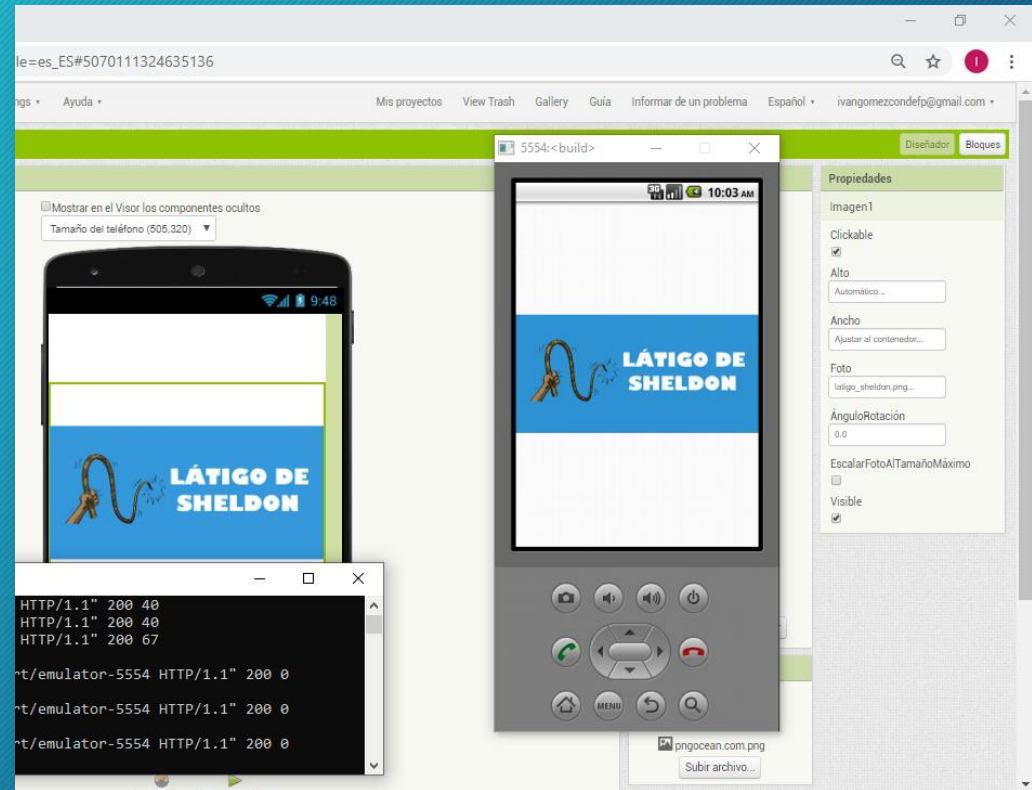 le=es_ES#5070111324635136
I
ngs Ayuda Mis proyectos View Trash Gallery Guía Informar de un problema Español ivangomezcondefp@gmail.com
Diseñador Bloques
5554:<build>
Propiedades
Imagen1
Clickable
Alto
Automático...
Ancho
Ajustar al contenedor...
Foto
latigo_sheldon.png...
ÁnguloRotación
0.0
EscalarFotoAlTamañoMáximo
Visible
Mostrar en el Visor los componentes ocultos
Tamaño del teléfono (505,320)
9:48
LÁTIGO DE
SHELDON
3G 10:03 AM
LÁTIGO DE
SHELDON
MENU
HTTP/1.1" 200 40
HTTP/1.1" 200 40
HTTP/1.1" 200 67
rt/emulator-5554 HTTP/1.1" 200 0
rt/emulator-5554 HTTP/1.1" 200 0
rt/emulator-5554 HTTP/1.1" 200 0
pngocean.com.png
Subir archivo...